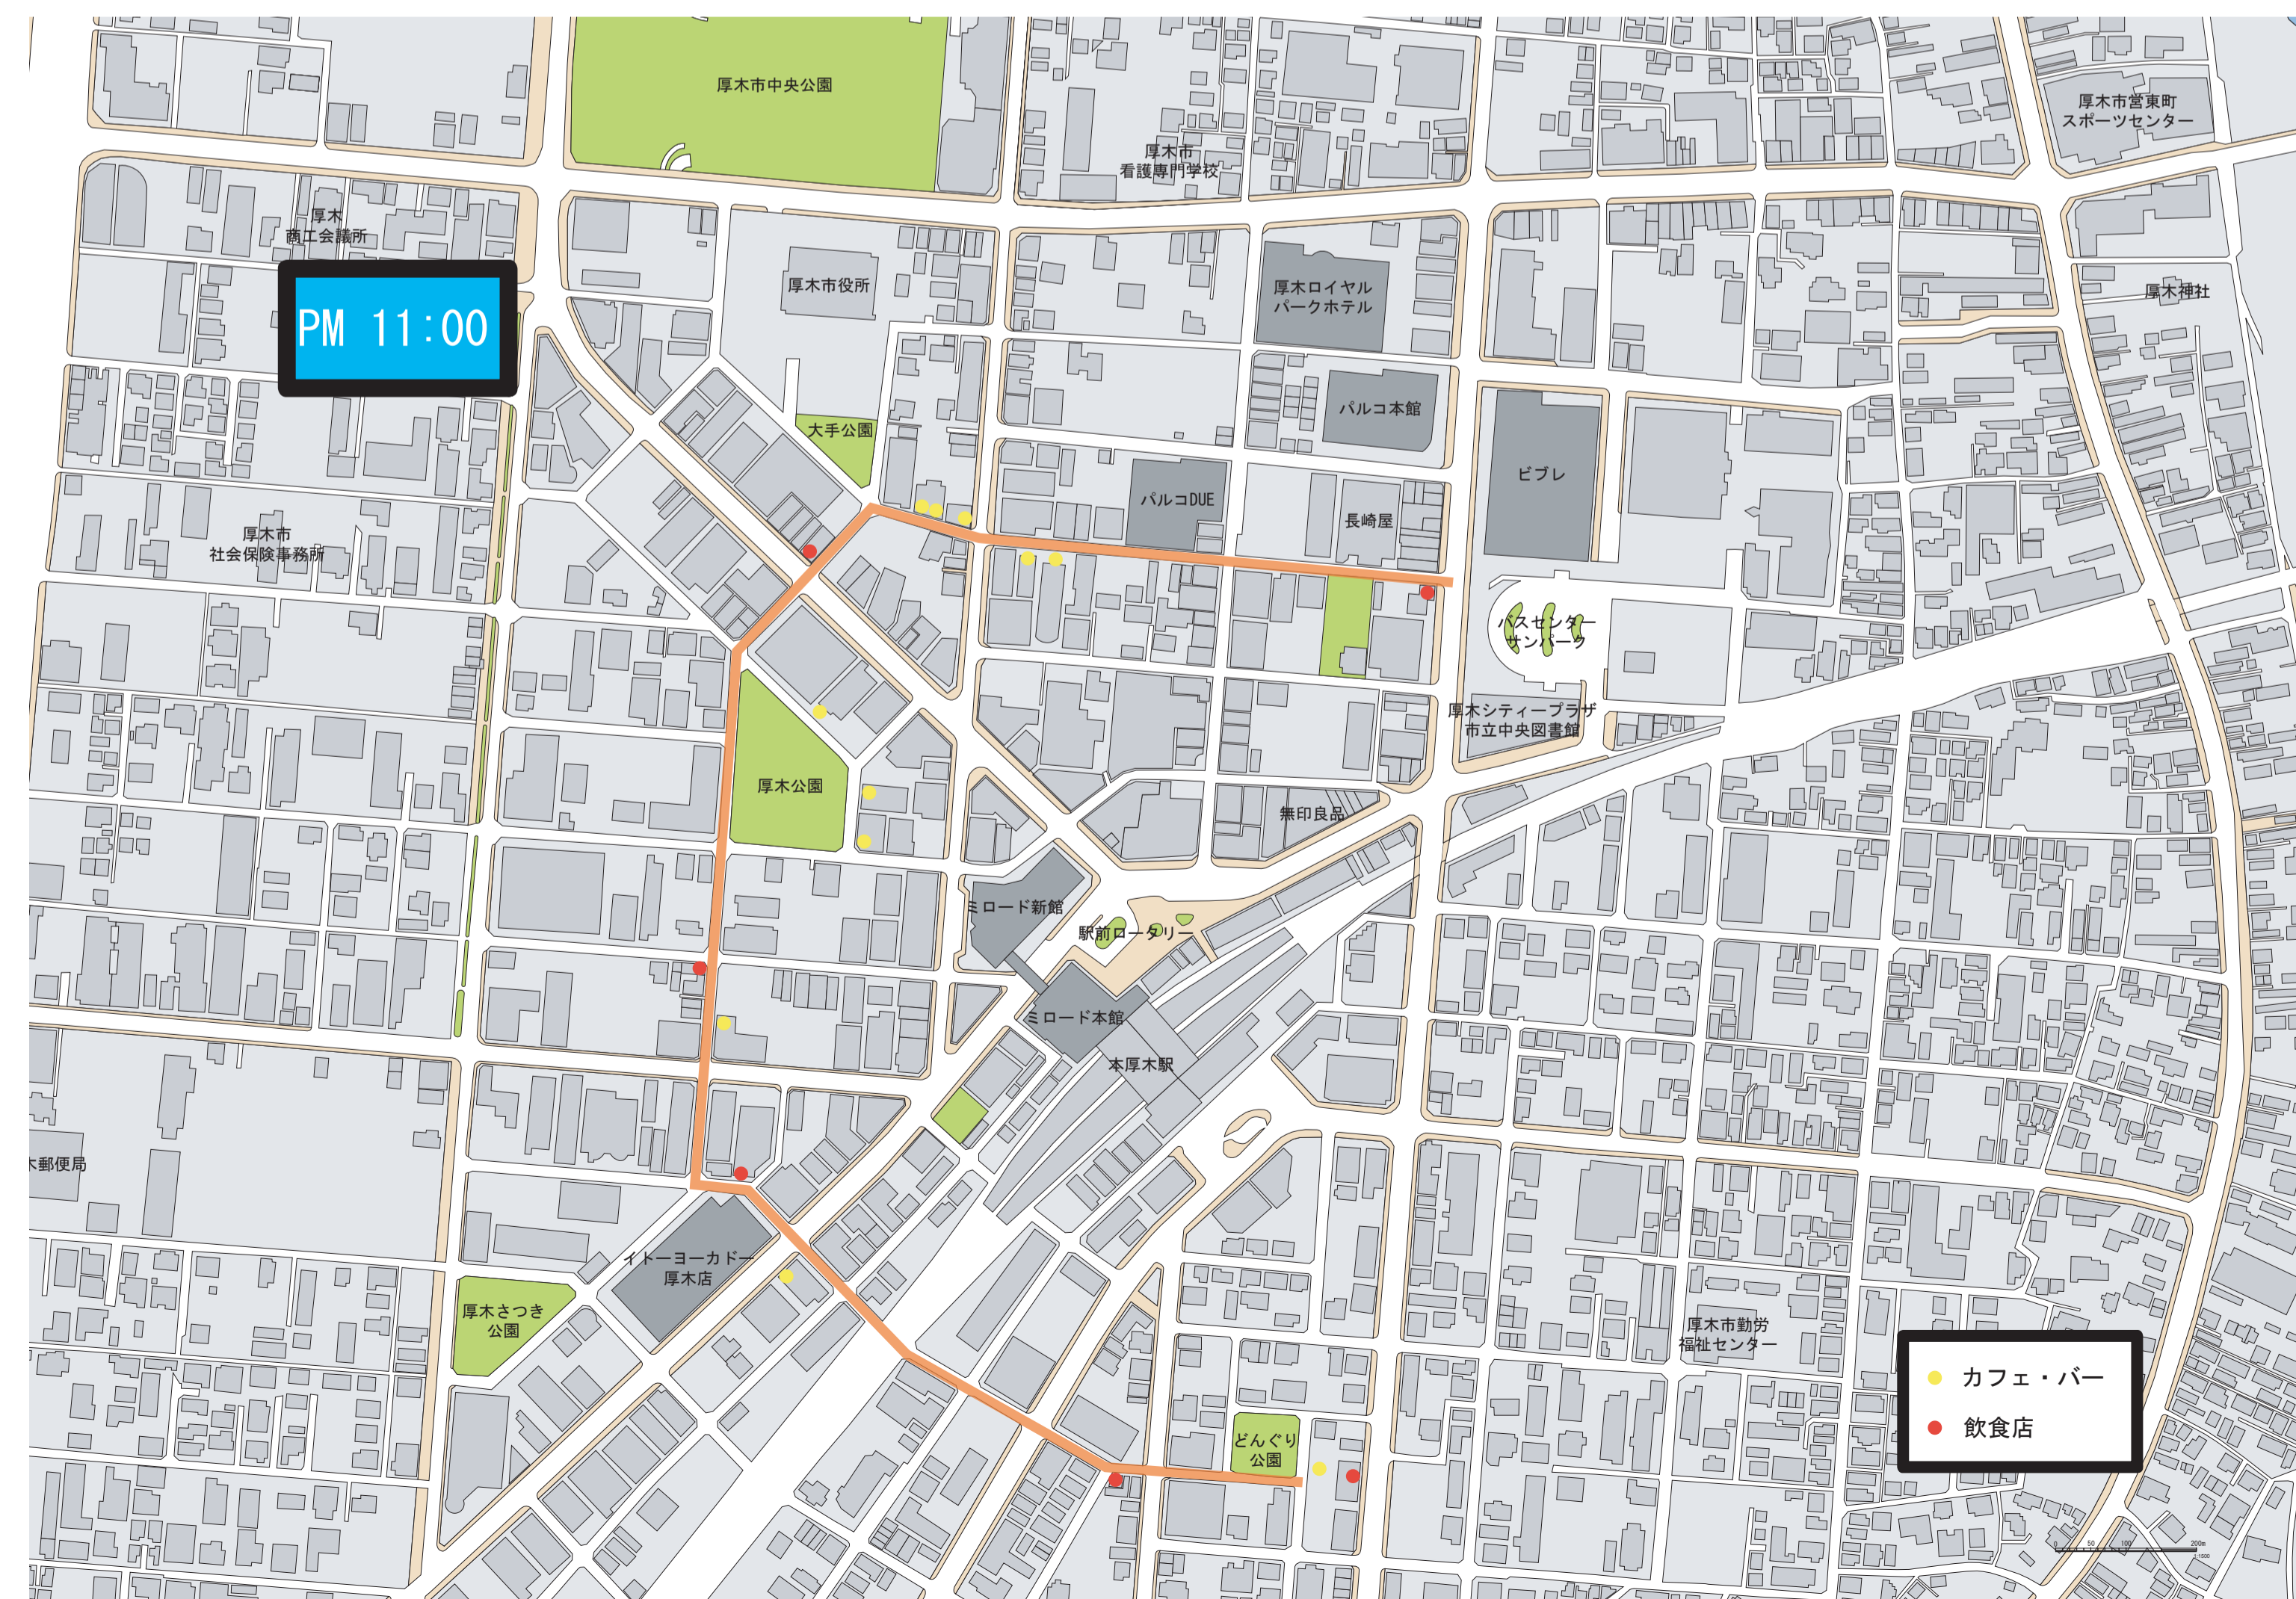 厚木市中央公園
厚木市営東町
スポーツセンター
厚木市
看護専門学校
厚木
商工会議所
厚木市役所
厚木ロイヤル
パークホテル
厚木神社
PM 11:00
パルコ本館
大手公園
ビブレ
パルコDUE
長崎屋
厚木市
社会保険事務所
バスセンター
サンパーク
厚木シティープラザ
市立中央図書館
厚木公園
無印良品
ミロード新館
駅前ロータリー
ミロード本館
本厚木駅
木郵便局
イトーヨーカドー
厚木店
厚木さつき
公園
厚木市勤労
福祉センター
どんぐり
公園
カフェ・バー
飲食店
0 50 100 200m
1:1500